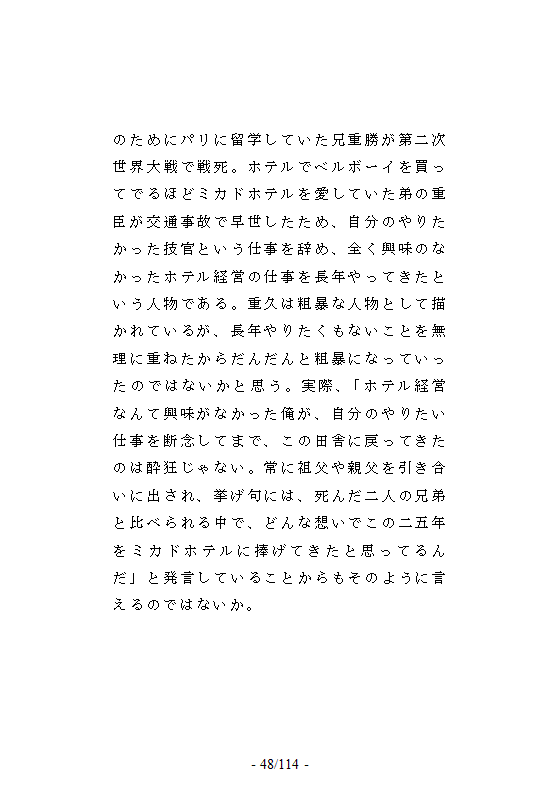 のためにパリに留学していた兄重勝が第二次
世界大戦で戦死。ホテルでベルボーイを買っ
てでるほどミカドホテルを愛していた弟の重
臣が交通事故で早世したため、自分のやりた
かった技官という仕事を辞め、全く興味のな
かったホテル経営の仕事を長年やってきたと
いう人物である。重久は粗暴な人物として描
かれているが、長年やりたくもないことを無
理に重ねたからだんだんと粗暴になっていっ
たのではないかと思う。実際、「ホテル経営
なんて興味がなかった俺が、自分のやりたい
仕事を断念してまで、この田舎に戻ってきた
のは酔狂じゃない。常に祖父や親父を引き合
いに出され、挙げ句には、死んだ二人の兄弟
と比べられる中で、どんな想いでこの二五年
をミカドホテルに捧げてきたと思ってるん
だ」と発言していることからもそのように言
えるのではないか。
- 48/114 -